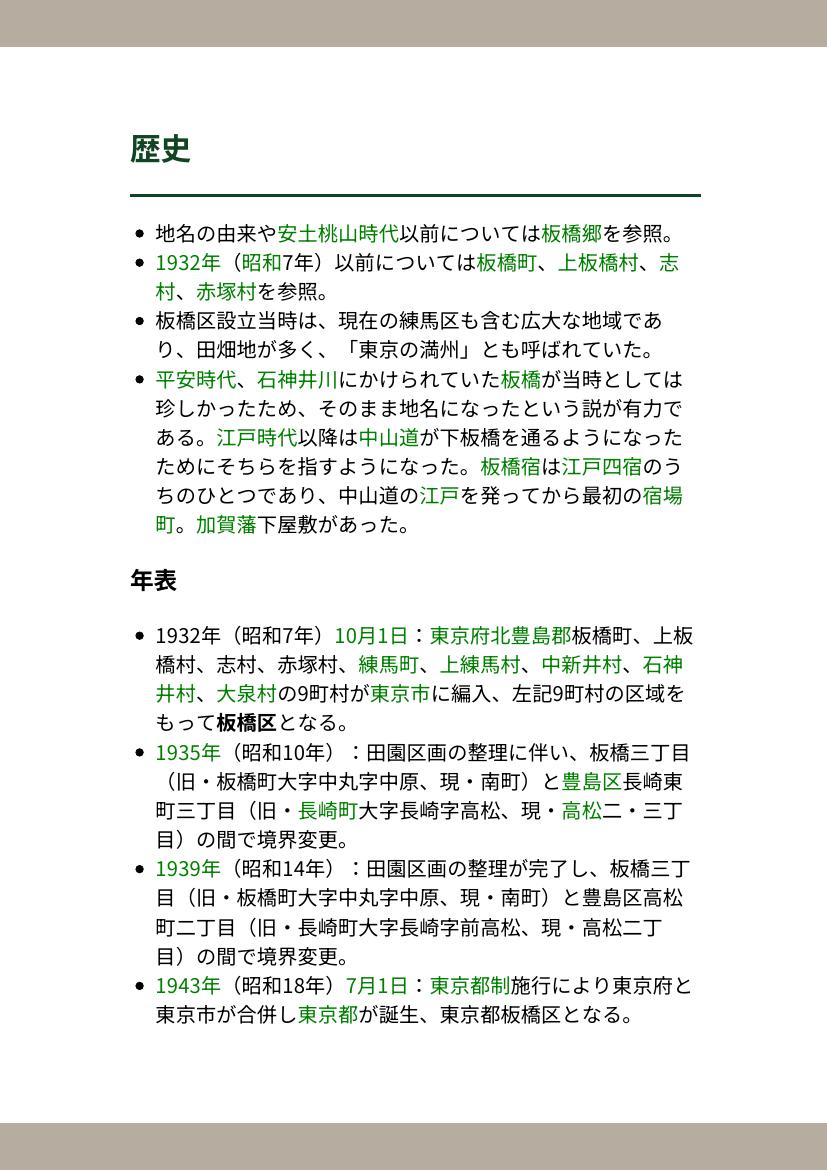 歴史
地名の由来や安土桃山時代以前については板橋郷を参照。
1932年（昭和7年）以前については板橋町、上板橋村、志
村、赤塚村を参照。
板橋区設立当時は、現在の練馬区も含む広大な地域であ
り、田畑地が多く、「東京の満州」とも呼ばれていた。
平安時代、石神井川にかけられていた板橋が当時としては
珍しかったため、そのまま地名になったという説が有力で
ある。江戸時代以降は中山道が下板橋を通るようになった
ためにそちらを指すようになった。板橋宿は江戸四宿のう
ちのひとつであり、中山道の江戸を発ってから最初の宿場
町。加賀藩下屋敷があった。
年表
1932年（昭和7年）10月1日：東京府北豊島郡板橋町、上板
橋村、志村、赤塚村、練馬町、上練馬村、中新井村、石神
井村、大泉村の9町村が東京市に編入、左記9町村の区域を
もって板橋区となる。
1935年（昭和10年）：田園区画の整理に伴い、板橋三丁目
（旧・板橋町大字中丸字中原、現・南町）と豊島区長崎東
町三丁目（旧・長崎町大字長崎字高松、現・高松二・三丁
目）の間で境界変更。
1939年（昭和14年）：田園区画の整理が完了し、板橋三丁
目（旧・板橋町大字中丸字中原、現・南町）と豊島区高松
町二丁目（旧・長崎町大字長崎字前高松、現・高松二丁
目）の間で境界変更。
1943年（昭和18年）7月1日：東京都制施行により東京府と
東京市が合併し東京都が誕生、東京都板橋区となる。